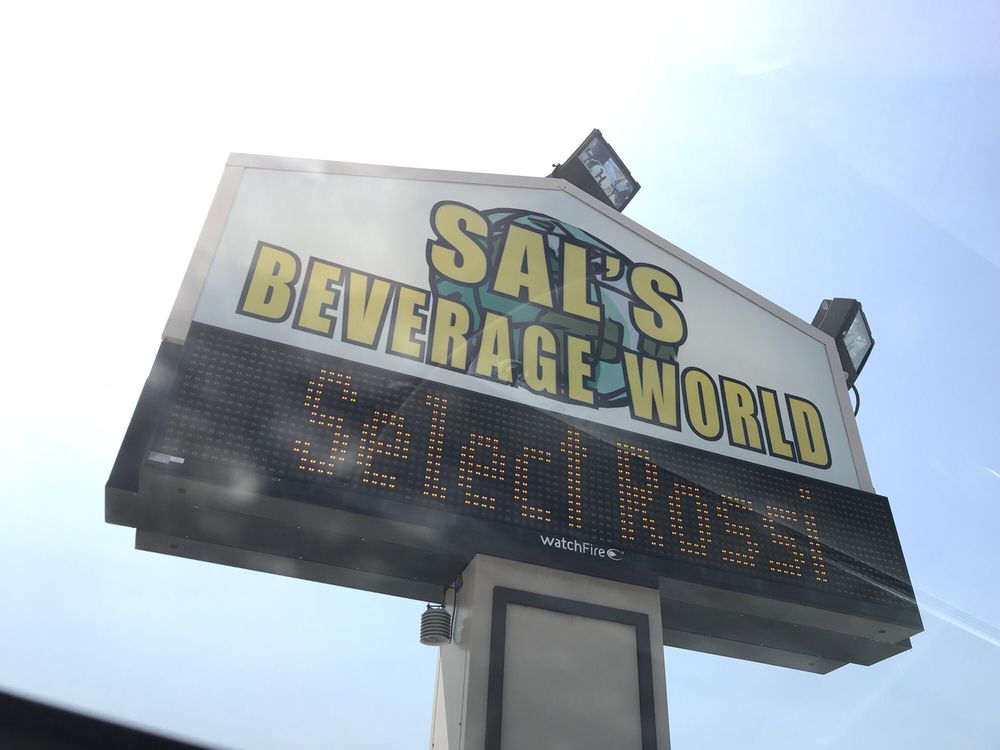 SAL'S
BEVERAGE WORLD
Select Rossi
watchFire